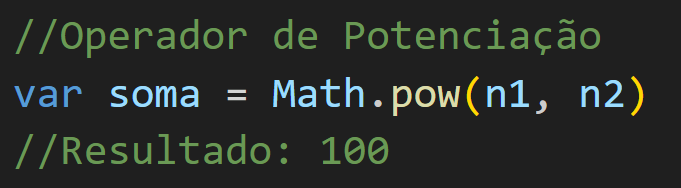 //Operador de Potenciação
var soma = Math.pow(n1, n2)
//Resultado: 100